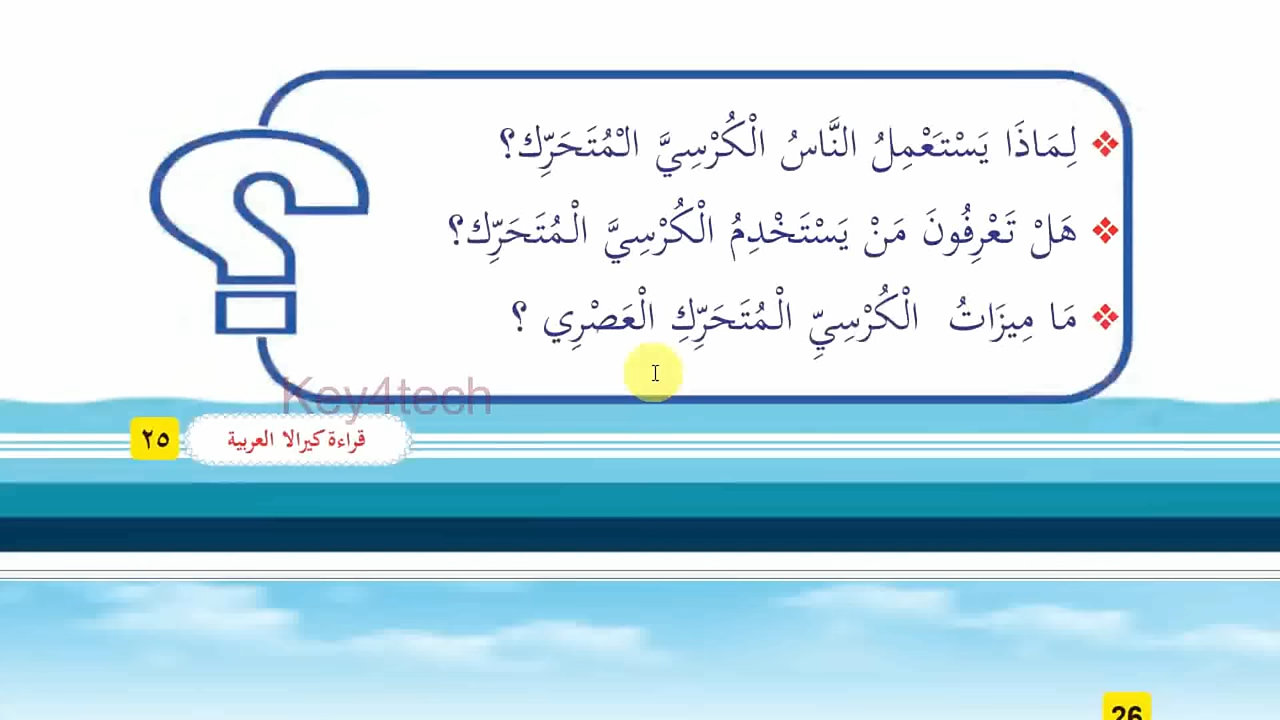 لِمَاذَا يَسْتَعْمِلُ النَّاسُ الْكُرْسِيَّ الْمُتَحَرِّكَ؟
هَلْ تَعْرِفُونَ مَنْ يَسْتَخْدِمُ الْكُرْسِيَّ الْمُتَحَرِّكَ؟
مَا مِيزَاتُ الْكُرْسِيِّ الْمُتَحَرِّكِ الْعَصْرِي ؟
Key4tech
قراءة كيرالا العربية
٢٥
26